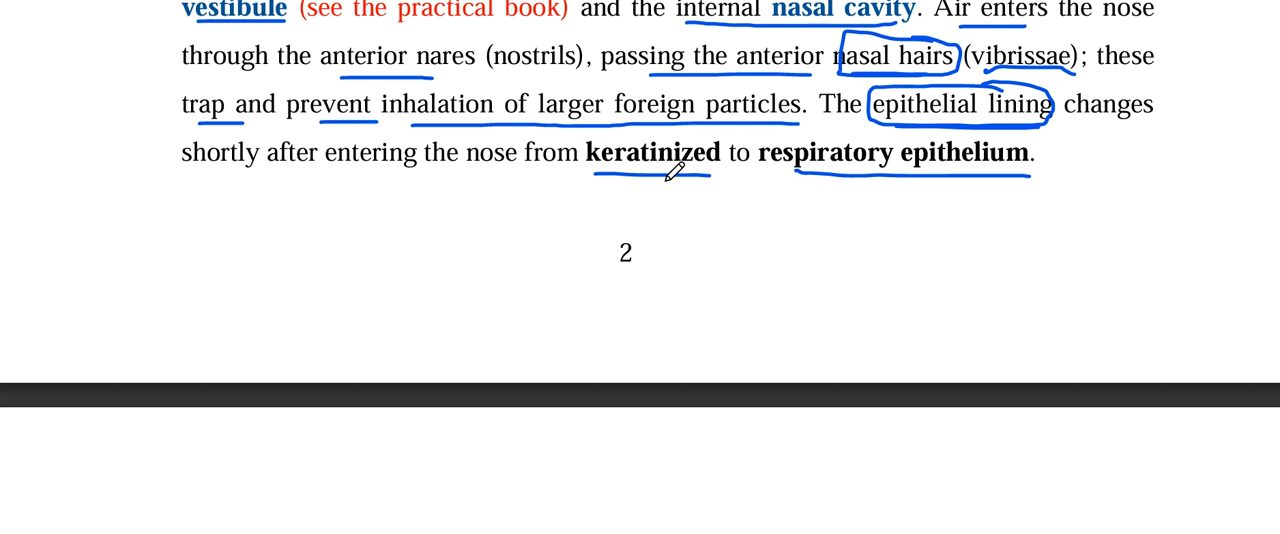 vestibule (see the practical book) and the internal nasal cavity. Air enters the nose
through the anterior nares (nostrils), passing the anterior nasal hairs (vibrissae); these
trap and prevent inhalation of larger foreign particles. The epithelial lining changes
shortly after entering the nose from keratinized to respiratory epithelium.
2